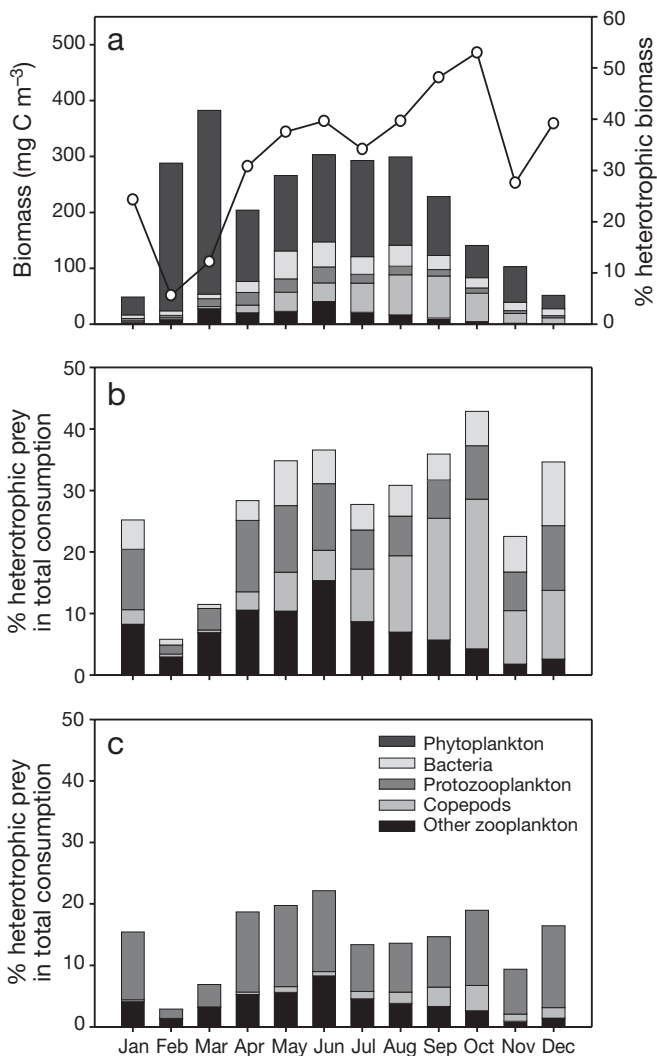 a
500
400
300
200
100
0
Biomass (mg C m⁻³)
60
50
40
30
20
10
0
% heterotrophic biomass
b
50
40
30
20
10
0
% heterotrophic prey
in total consumption
c
50
40
30
20
10
0
% heterotrophic prey
in total consumption
Phytoplankton
Bacteria
Protozooplankton
Copepods
Other zooplankton
Jan Feb Mar Apr May Jun Jul Aug Sep Oct Nov Dec